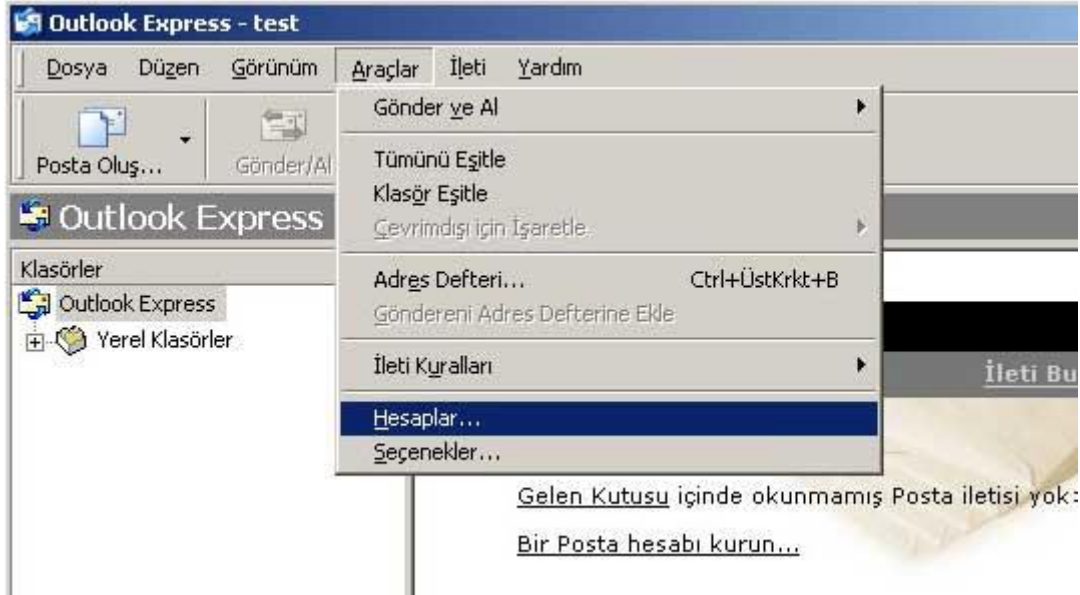 Outlook Express - test
Dosya Düzen Görünüm Araçlar İleti Yardım
Posta Oluş... Gönder/Al
Gönder ve Al
Tümünü Eşitle
Klasör Eşitle
Çevrimdışı için İşaretle
Adres Defteri... Ctrl+ÜstKrkt+B
Göndereni Adres Defterine Ekle
İleti Kuralları
Hesaplar...
Seçenekler...
Outlook Express
Klasörler
Outlook Express
Yerel Klasörler
İleti Bu
Gelen Kutusu içinde okunmamış Posta iletisi yok
Bir Posta hesabı kurun...